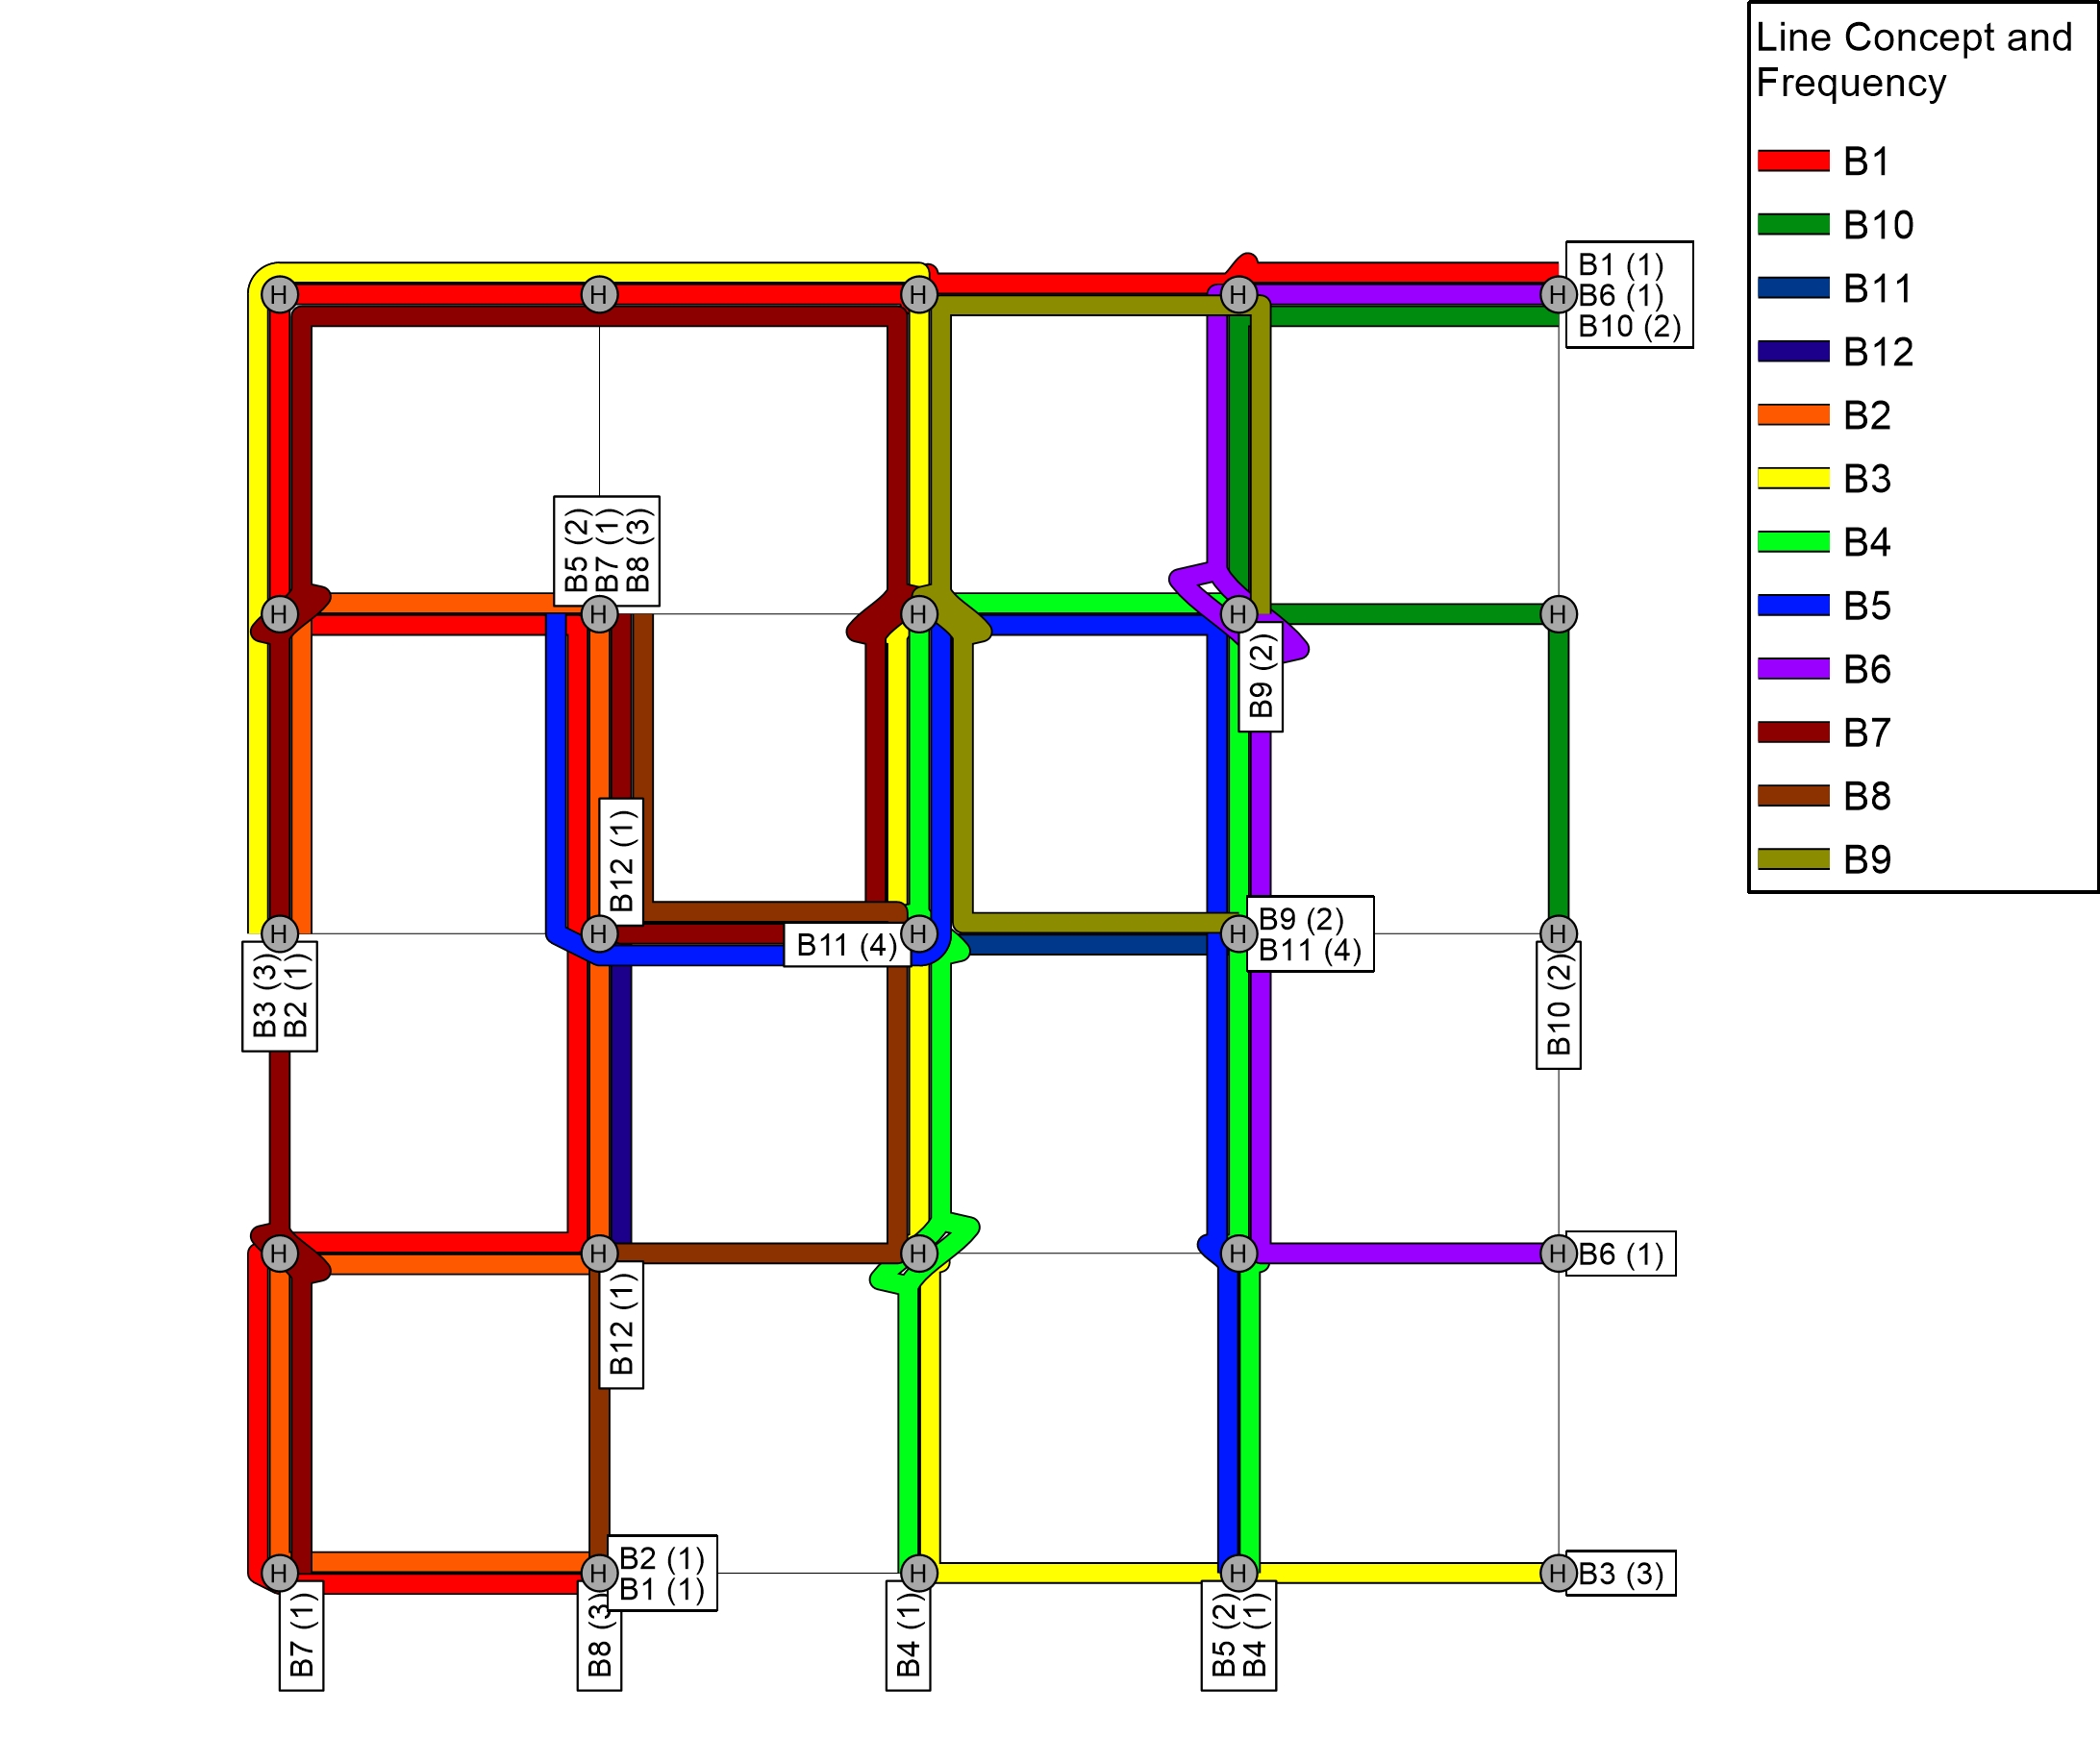 Line Concept and
Frequency
B1
B10
B11
B12
B2
B3
B4
B5
B6
B7
B8
B9
H
H
H
H
H
B1 (1)
B6 (1)
B10 (2)
B5 (2)
B7 (1)
B8 (3)
H
H
H
H
H
B9 (2)
B12 (1)
H
H
B11 (4)
H
H
B9 (2)
B11 (4)
H
B3 (3)
B2 (1)
B10 (2)
H
H
H
H
H
B6 (1)
B12 (1)
H
H
B2 (1)
B1 (1)
H
H
H
B3 (3)
B7 (1)
B8 (3)
B4 (1)
B5 (2)
B4 (1)